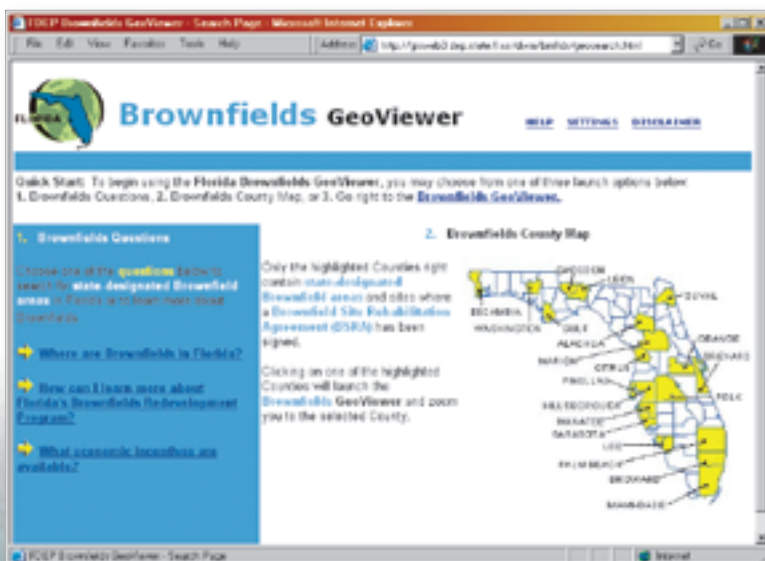 FDEP Brownfields GeoViewer - Search Page - Microsoft Internet Explorer
File Edit View Favorites Tools Help Address Go
FLORIDA
Brownfields GeoViewer
HELP SETTINGS DISCLAIMER
Quick Start: To begin using the Florida Brownfields GeoViewer, you may choose from one of three launch options below:
1. Brownfields Questions, 2. Brownfields County Map, or 3. Go right to the Brownfields GeoViewer.
1. Brownfields Questions
Choose one of the questions below to
search for state-designated Brownfield
areas in Florida and learn more about
Brownfields.
Where are Brownfields in Florida?
How can I learn more about
Florida's Brownfields Redevelopment
Program?
What economic incentives are
available?
2. Brownfields County Map
Only the highlighted Counties right
contain state-designated
Brownfield areas and sites where
a Brownfield Site Rehabilitation
Agreement (BSRA) has been
signed.
Clicking on one of the highlighted
Counties will launch the
Brownfields GeoViewer and zoom
you to the selected County.
GADSDEN
LEON
DUVAL
ESCAMBIA
WASHINGTON
GULF
ALACHUA
ORANGE
MARION
BREVARD
CITRUS
PINELLAS
POLK
HILLSBOROUGH
MANATEE
SARASOTA
LEE
PALM BEACH
BROWARD
MIAMI-DADE
FDEP Brownfields GeoViewer - Search Page
Internet